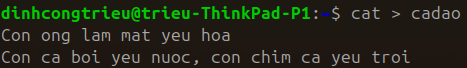 dinhcongtrieu@trieu-ThinkPad-P1:~$ cat > cadao
Con ong lam mat yeu hoa
Con ca boi yeu nuoc, con chim ca yeu troi